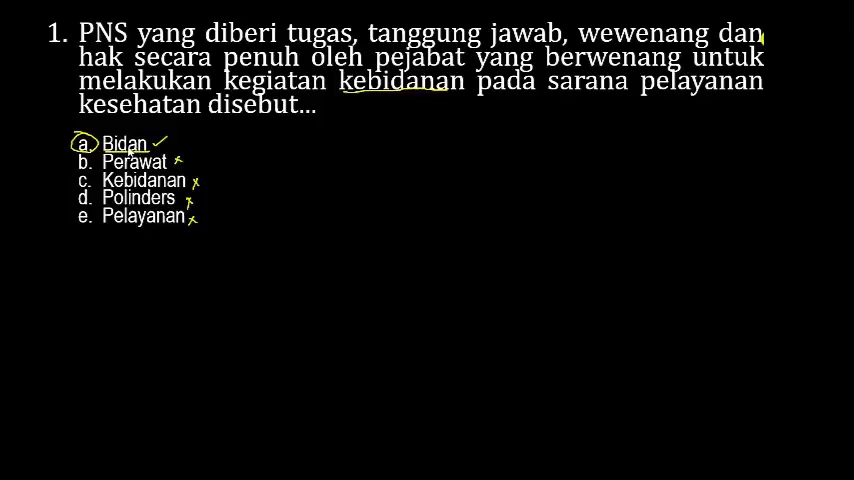 1. PNS yang diberi tugas, tanggung jawab, wewenang dan
hak secara penuh oleh pejabat yang berwenang untuk
melakukan kegiatan kebidanan pada sarana pelayanan
kesehatan disebut...
a. Bidan
b. Perawat
c. Kebidanan
d. Polinders
e. Pelayanan